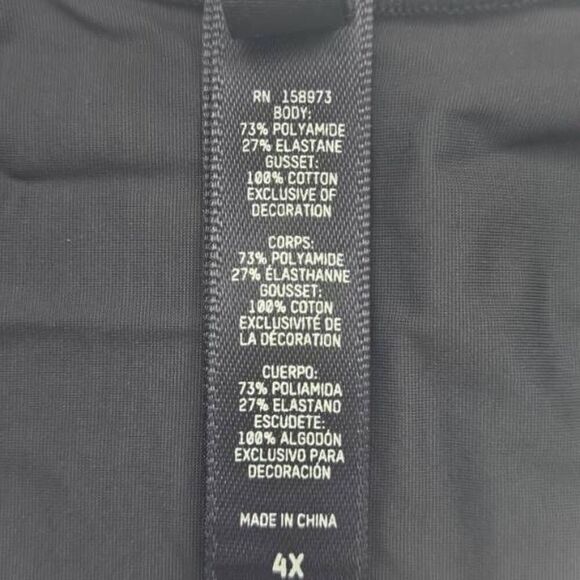 RN 158973
BODY:
73% POLYAMIDE
27% ELASTANE
GUSSET:
100% COTTON
EXCLUSIVE OF
DECORATION
CORPS:
73% POLYAMIDE
27% ÉLASTHANNE
GOUSSET:
100% COTON
EXCLUSIVITÉ DE
LA DÉCORATION
CUERPO:
73% POLIAMIDA
27% ELASTANO
ESCUDETE:
100% ALGODÓN
EXCLUSIVO PARA
DECORACIÓN
MADE IN CHINA
4X